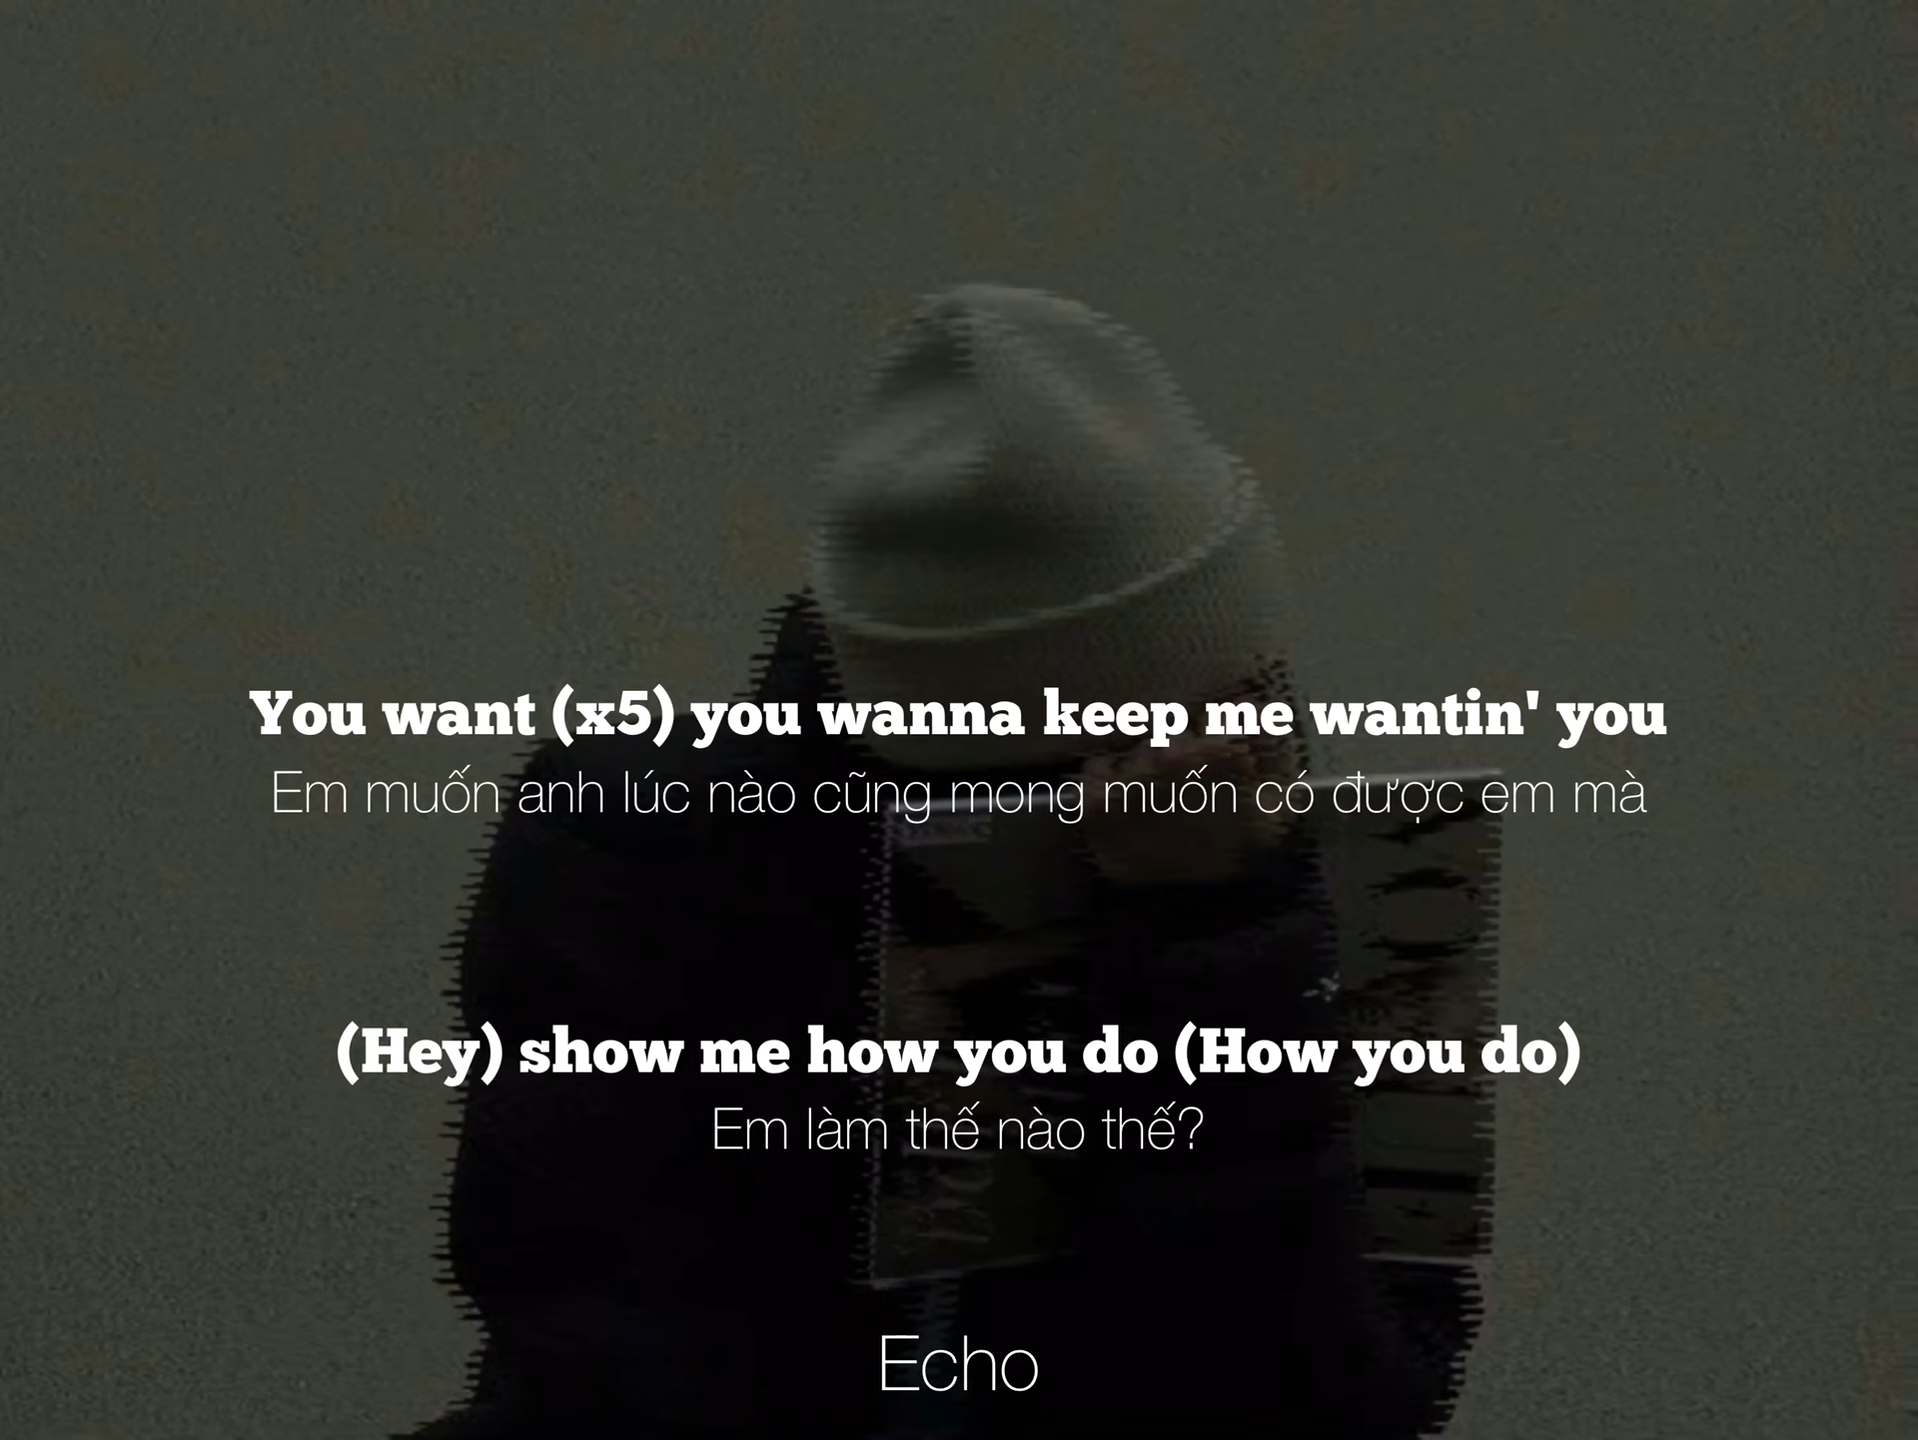 You want (x5) you wanna keep me wantin' you
Em muốn anh lúc nào cũng mong muốn có được em mà
(Hey) show me how you do (How you do)
Em làm thế nào thế?
Echo